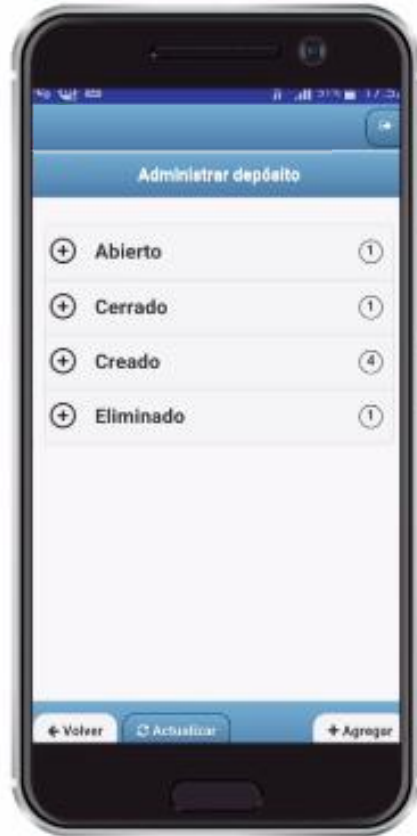 Administrar depósito
Abierto 1
Cerrado 1
Creado 4
Eliminado 1
Volver Actualizar + Agregar